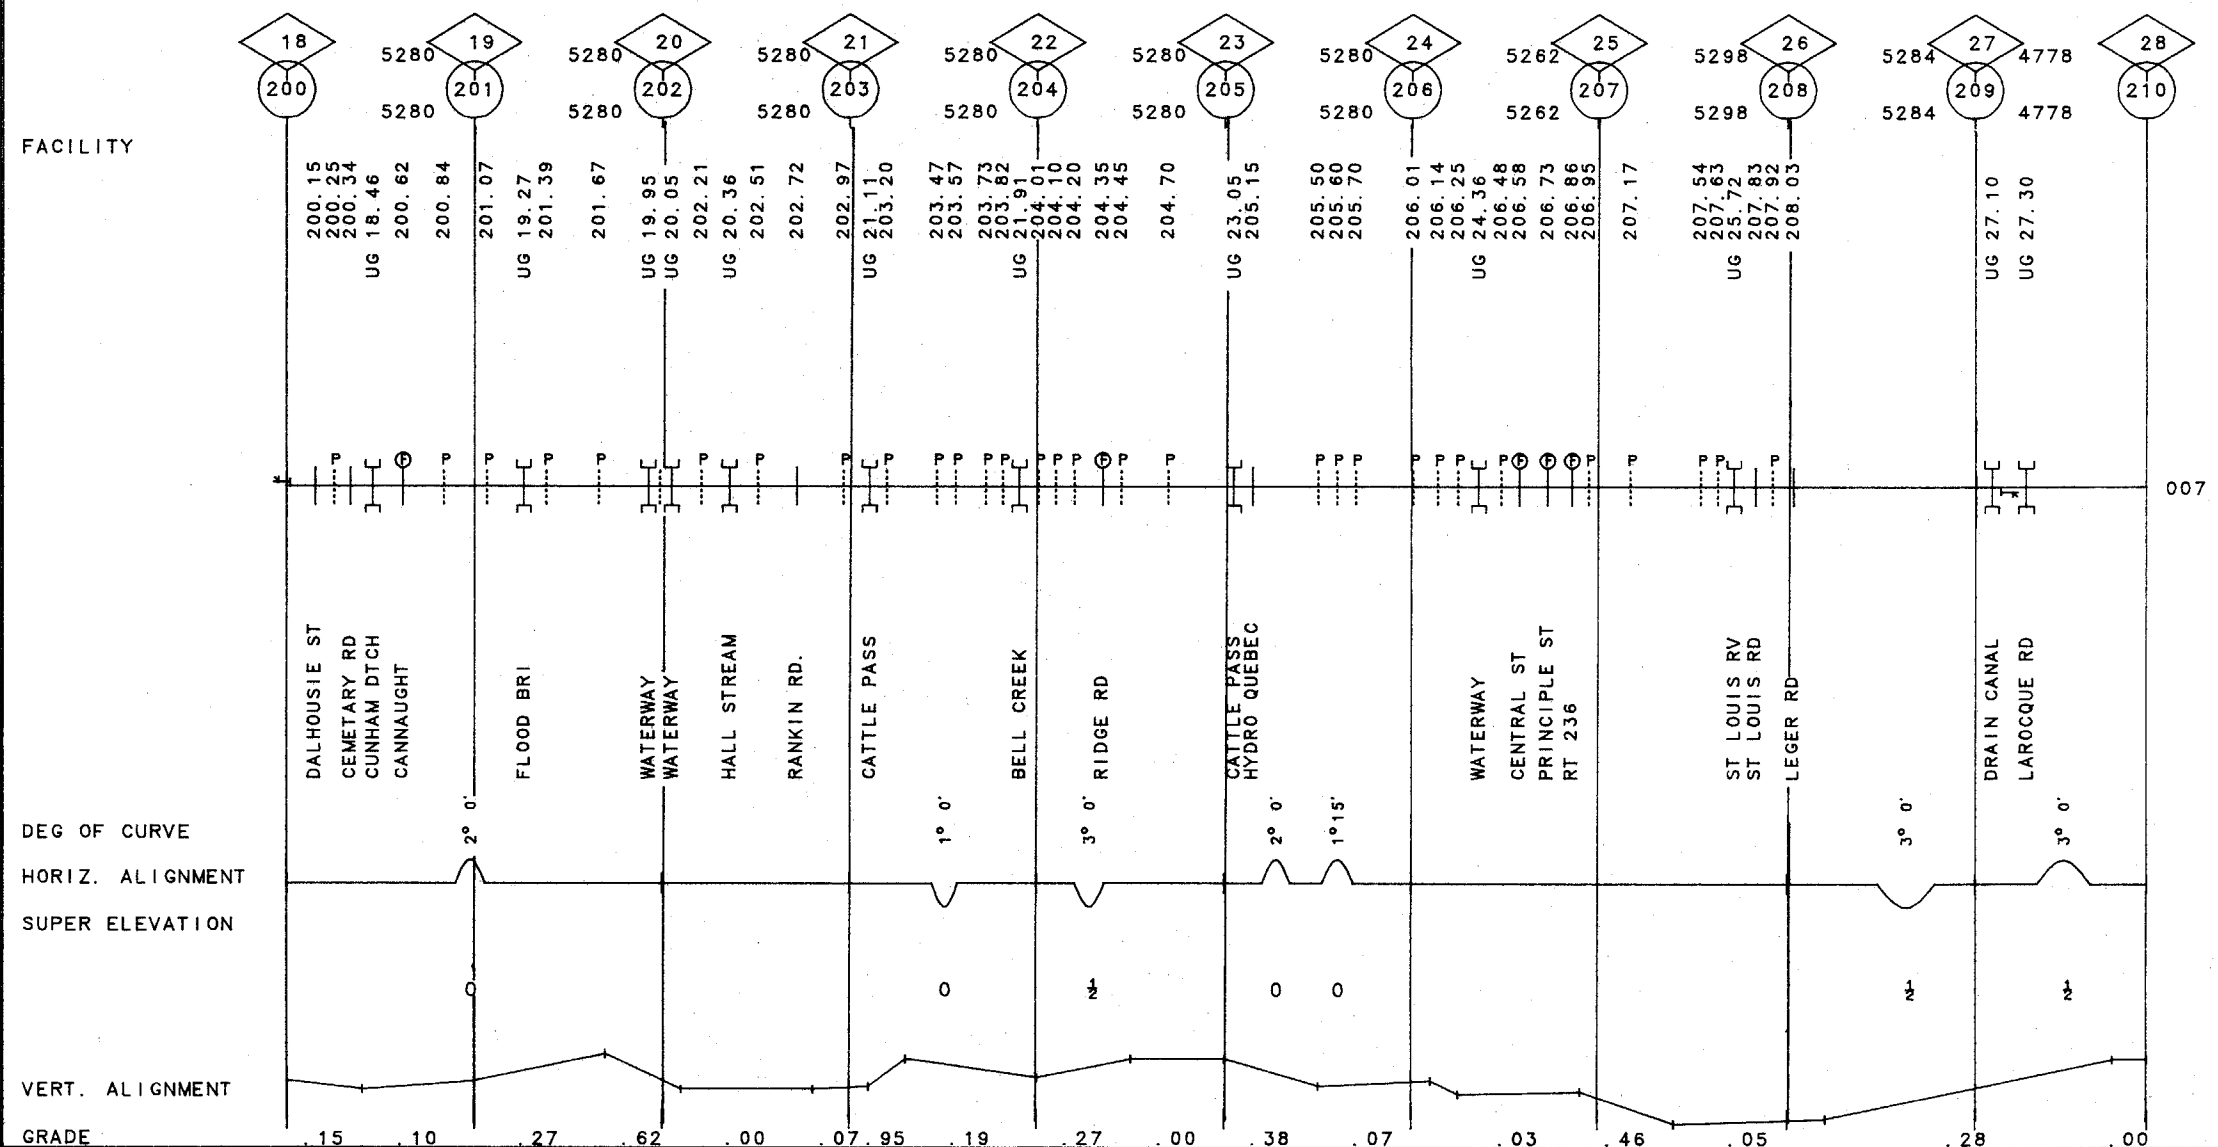 18 19 20 21 22 23 24 25 26 27 28
5280 5280 5280 5280 5280 5280 5262 5298 5284 4778
200 201 202 203 204 205 206 207 208 209 210
5280 5280 5280 5280 5280 5280 5262 5298 5284 4778
FACILITY
200.15
200.25
200.34
UG 18.46
200.62
200.84
201.07
UG 19.27
201.39
201.67
UG 19.95
UG 20.05
202.21
UG 20.36
202.51
202.72
202.97
UG 21.11
203.20
203.47
203.57
203.73
203.82
UG 21.91
204.01
204.10
204.20
204.35
204.45
204.70
UG 23.05
205.15
205.50
205.60
205.70
206.01
206.14
206.25
UG 24.36
206.48
206.58
206.73
206.86
206.95
207.17
207.54
207.63
UG 25.72
207.83
207.92
208.03
UG 27.10
UG 27.30
P F P P P P P P P P P P P P P P P F P P P P P P P P P F F F P P P P P
007
DALHOUSIE ST
CEMETARY RD
CUNHAM DTCH
CANNAUGHT
FLOOD BRI
WATERWAY
WATERWAY
HALL STREAM
RANKIN RD.
CATTLE PASS
BELL CREEK
RIDGE RD
CATTLE PASS
HYDRO QUEBEC
WATERWAY
CENTRAL ST
PRINCIPLE ST
RT 236
ST LOUIS RV
ST LOUIS RD
LEGER RD
DRAIN CANAL
LAROCQUE RD
DEG OF CURVE 2° 0' 1° 0' 3° 0' 2° 0' 1°15' 3° 0' 3° 0'
HORIZ. ALIGNMENT
SUPER ELEVATION
0 0 ½ 0 0 ½ ½
VERT. ALIGNMENT
GRADE .15 .10 .27 .62 .00 .07 .95 .19 .27 .00 .38 .07 .03 .46 .05 .28 .00